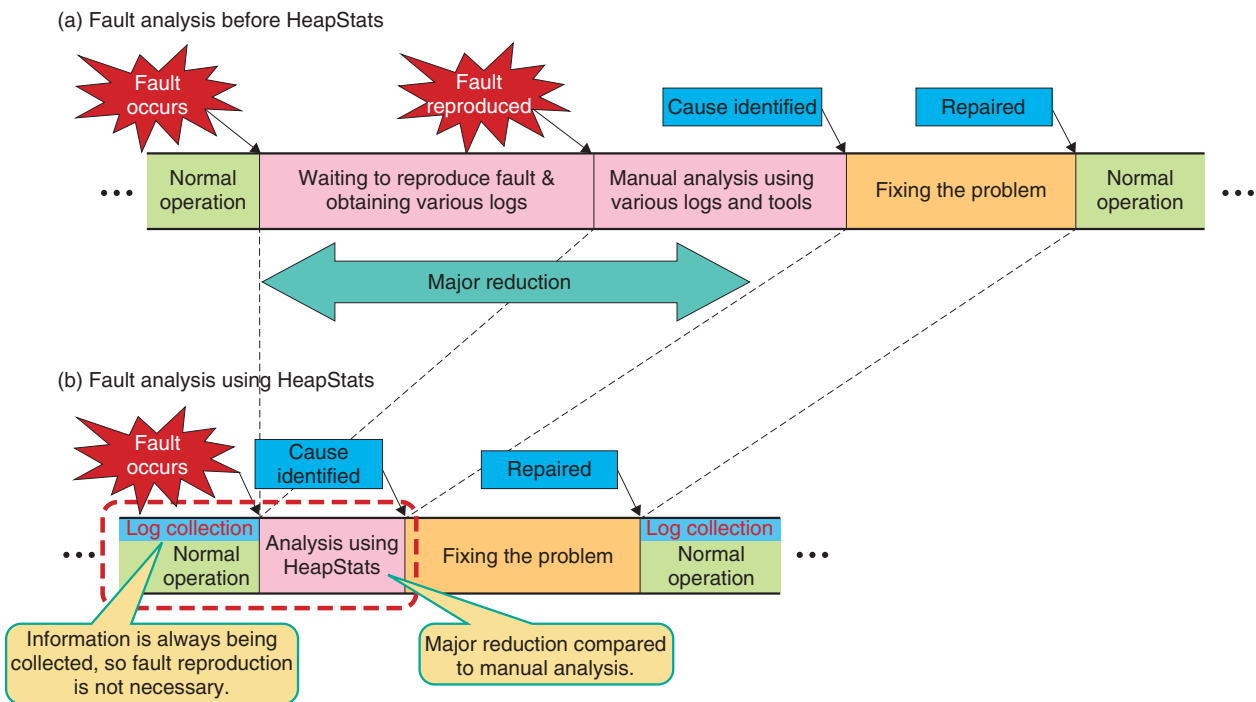 (a) Fault analysis before HeapStats
Fault
occurs
Fault
reproduced
Cause identified
Repaired
•••
Normal
operation
Waiting to reproduce fault &
obtaining various logs
Manual analysis using
various logs and tools
Fixing the problem
Normal
operation
•••
Major reduction
(b) Fault analysis using HeapStats
Fault
occurs
Cause
identified
Repaired
•••
Log collection
Normal
operation
Analysis using
HeapStats
Fixing the problem
Log collection
Normal
operation
•••
Information is always being
collected, so fault reproduction
is not necessary.
Major reduction compared
to manual analysis.